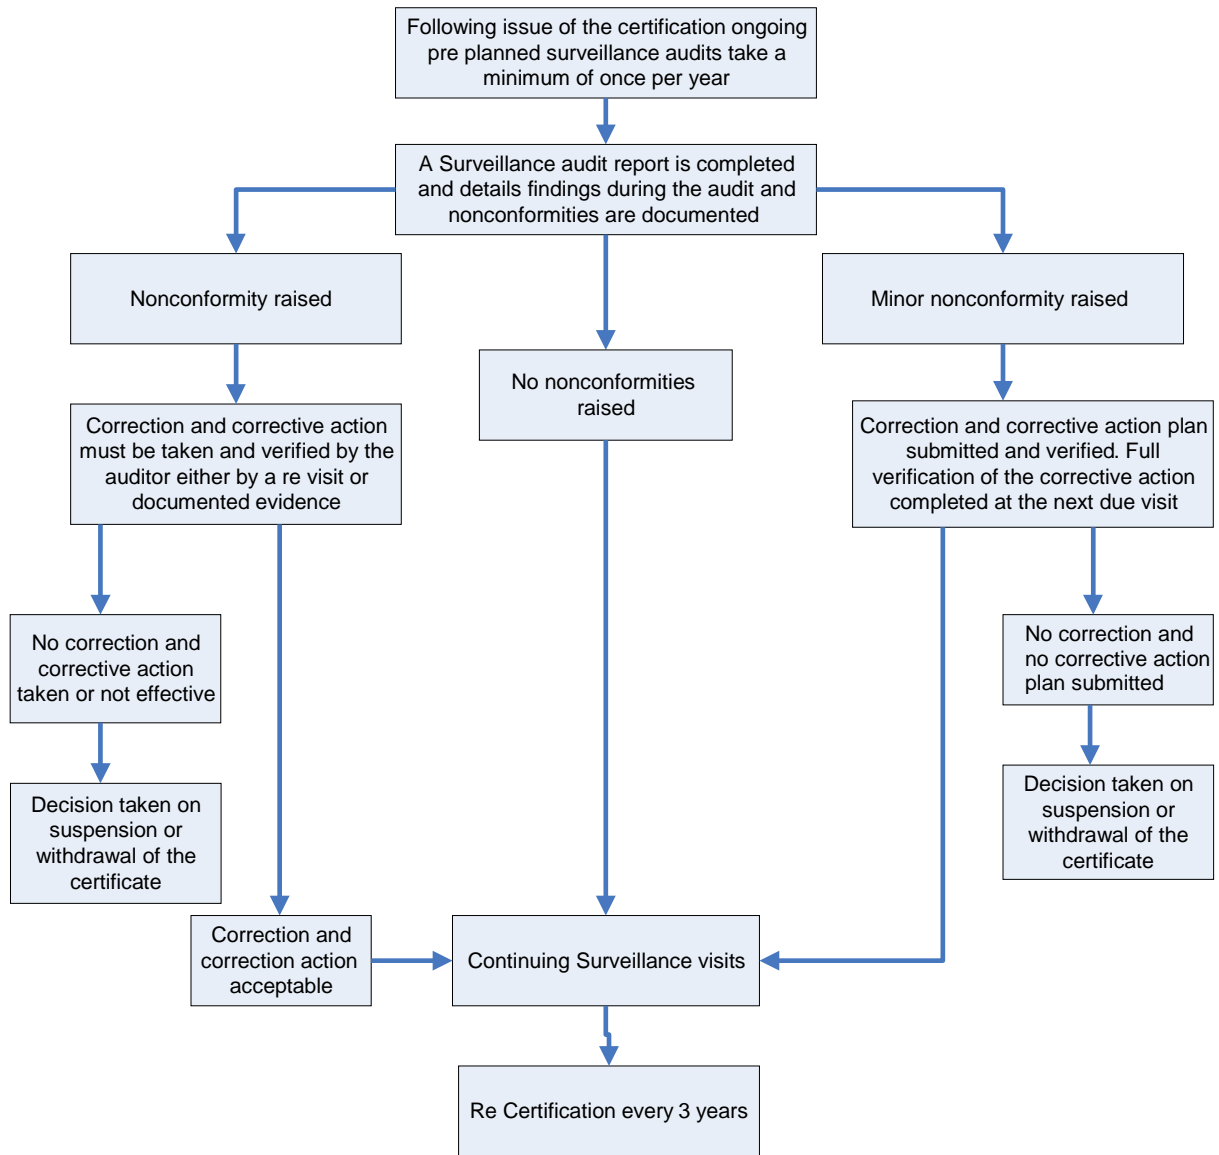 Following issue of the certification ongoing
pre planned surveillance audits take a
minimum of once per year
A Surveillance audit report is completed
and details findings during the audit and
nonconformities are documented
Nonconformity raised
Minor nonconformity raised
No nonconformities
raised
Correction and corrective action
must be taken and verified by the
auditor either by a re visit or
documented evidence
Correction and corrective action plan
submitted and verified. Full
verification of the corrective action
completed at the next due visit
No correction and
corrective action
taken or not effective
No correction and
no corrective action
plan submitted
Decision taken on
suspension or
withdrawal of the
certificate
Decision taken on
suspension or
withdrawal of the
certificate
Correction and
correction action
acceptable
Continuing Surveillance visits
Re Certification every 3 years